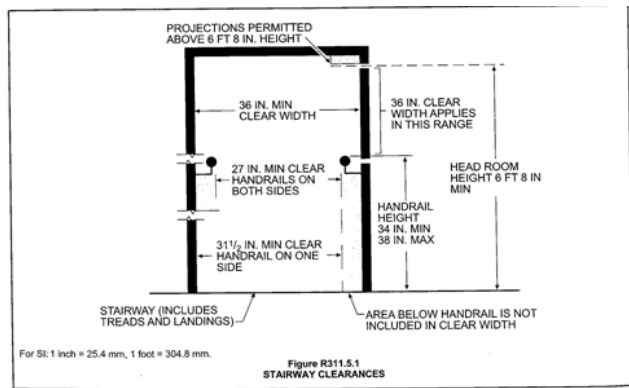 PROJECTIONS PERMITTED
ABOVE 6 FT 8 IN. HEIGHT
36 IN. MIN
CLEAR WIDTH
36 IN. CLEAR
WIDTH APPLIES
IN THIS RANGE
27 IN. MIN CLEAR
HANDRAILS ON
BOTH SIDES
HEAD ROOM
HEIGHT 6 FT 8 IN
MIN
HANDRAIL
HEIGHT
34 IN. MIN
38 IN. MAX
31 1/2 IN. MIN CLEAR
HANDRAIL ON ONE
SIDE
STAIRWAY (INCLUDES
TREADS AND LANDINGS)
AREA BELOW HANDRAIL IS NOT
INCLUDED IN CLEAR WIDTH
For SI: 1 inch = 25.4 mm, 1 foot = 304.8 mm.
Figure R311.5.1
STAIRWAY CLEARANCES